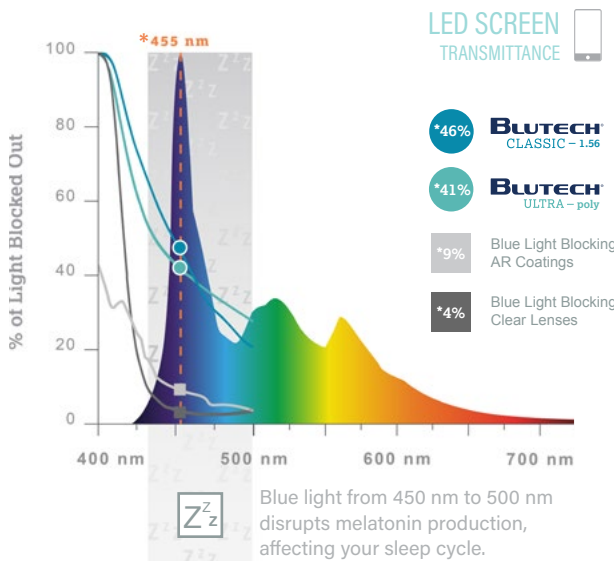 LED SCREEN
TRANSMITTANCE
*455 nm
% of Light Blocked Out
100
80
60
40
20
0
400 nm
500 nm
600 nm
700 nm
*46%
BLUTECH
CLASSIC – 1.56
*41%
BLUTECH
ULTRA – poly
*9%
Blue Light Blocking
AR Coatings
*4%
Blue Light Blocking
Clear Lenses
Zzz
Blue light from 450 nm to 500 nm
disrupts melatonin production,
affecting your sleep cycle.